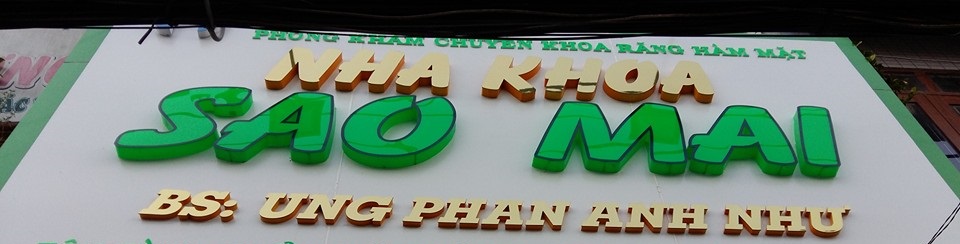 PHÒNG KHÁM CHUYÊN KHOA RĂNG HÀM MẶT
NHA KHOA
SAO MAI
BS: UNG PHAN ANH NHƯ